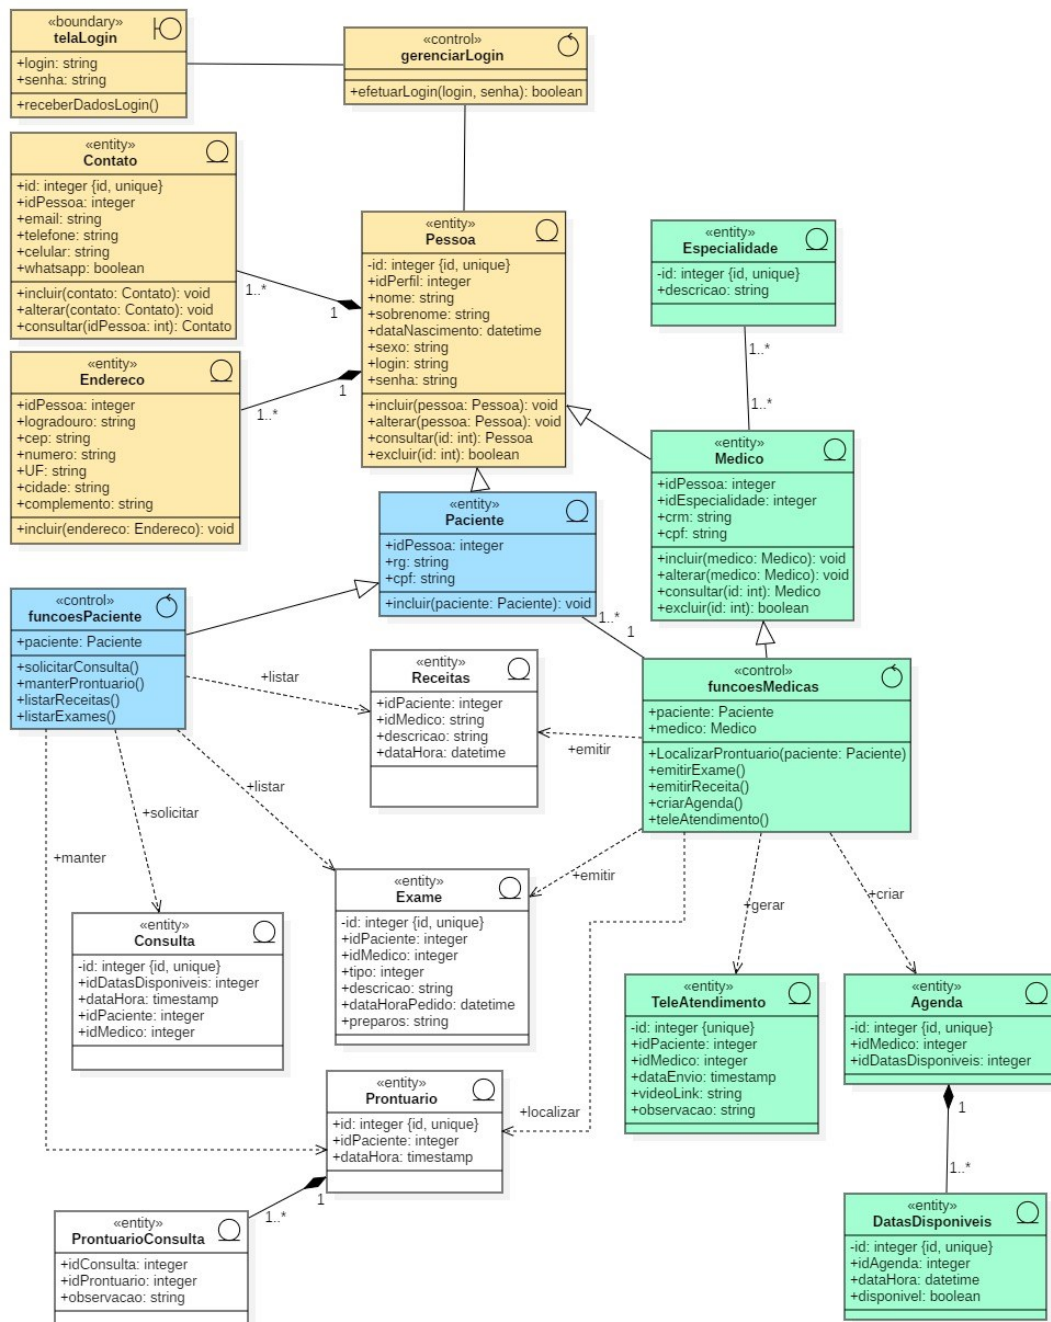 «boundary»
telaLogin
+login: string
+senha: string
+receberDadosLogin()
«control»
gerenciarLogin
+efetuarLogin(login, senha): boolean
«entity»
Contato
+id: integer {id, unique}
+idPessoa: integer
+email: string
+telefone: string
+celular: string
+whatsapp: boolean
+incluir(contato: Contato): void
+alterar(contato: Contato): void
+consultar(idPessoa: int): Contato
1..*
1
«entity»
Pessoa
-id: integer {id, unique}
+idPerfil: integer
+nome: string
+sobrenome: string
+dataNascimento: datetime
+sexo: string
+login: string
+senha: string
+incluir(pessoa: Pessoa): void
+alterar(pessoa: Pessoa): void
+consultar(id: int): Pessoa
+excluir(id: int): boolean
«entity»
Especialidade
-id: integer {id, unique}
+descricao: string
1..*
1..*
«entity»
Endereco
+idPessoa: integer
+logradouro: string
+cep: string
+numero: string
+UF: string
+cidade: string
+complemento: string
+incluir(endereco: Endereco): void
1..*
1
«entity»
Medico
+idPessoa: integer
+idEspecialidade: integer
+crm: string
+cpf: string
+incluir(medico: Medico): void
+alterar(medico: Medico): void
+consultar(id: int): Medico
+excluir(id: int): boolean
«entity»
Paciente
+idPessoa: integer
+rg: string
+cpf: string
+incluir(paciente: Paciente): void
1..*
1
«control»
funcoesPaciente
+paciente: Paciente
+solicitarConsulta()
+manterProntuario()
+listarReceitas()
+listarExames()
+listar
«entity»
Receitas
+idPaciente: integer
+idMedico: string
+descricao: string
+dataHora: datetime
+emitir
«control»
funcoesMedicas
+paciente: Paciente
+medico: Medico
+LocalizarProntuario(paciente: Paciente)
+emitirExame()
+emitirReceita()
+criarAgenda()
+teleAtendimento()
+listar
+solicitar
+manter
+emitir
+gerar
+criar
«entity»
Exame
-id: integer {id, unique}
+idPaciente: integer
+idMedico: integer
+tipo: integer
+descricao: string
+dataHoraPedido: datetime
+preparos: string
«entity»
Consulta
-id: integer {id, unique}
+idDatasDisponiveis: integer
+dataHora: timestamp
+idPaciente: integer
+idMedico: integer
«entity»
TeleAtendimento
-id: integer {unique}
+idPaciente: integer
+idMedico: integer
+dataEnvio: timestamp
+videoLink: string
+observacao: string
«entity»
Agenda
-id: integer {id, unique}
+idMedico: integer
+idDatasDisponiveis: integer
1
1..*
«entity»
Prontuario
+id: integer {id, unique}
+idPaciente: integer
+dataHora: timestamp
+localizar
1
1..*
«entity»
ProntuarioConsulta
+idConsulta: integer
+idProntuario: integer
+observacao: string
«entity»
DatasDisponiveis
-id: integer {id, unique}
+idAgenda: integer
+dataHora: datetime
+disponivel: boolean